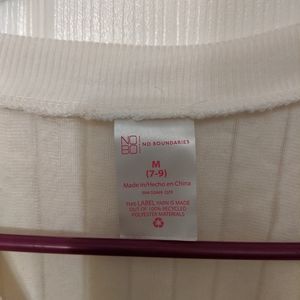 NO
BO
NO BOUNDARIES
M
(7-9)
Made in/Hecho en China
THIS LABEL YARN IS MADE
OUT OF 100% RECYCLED
POLYESTER MATERIALS